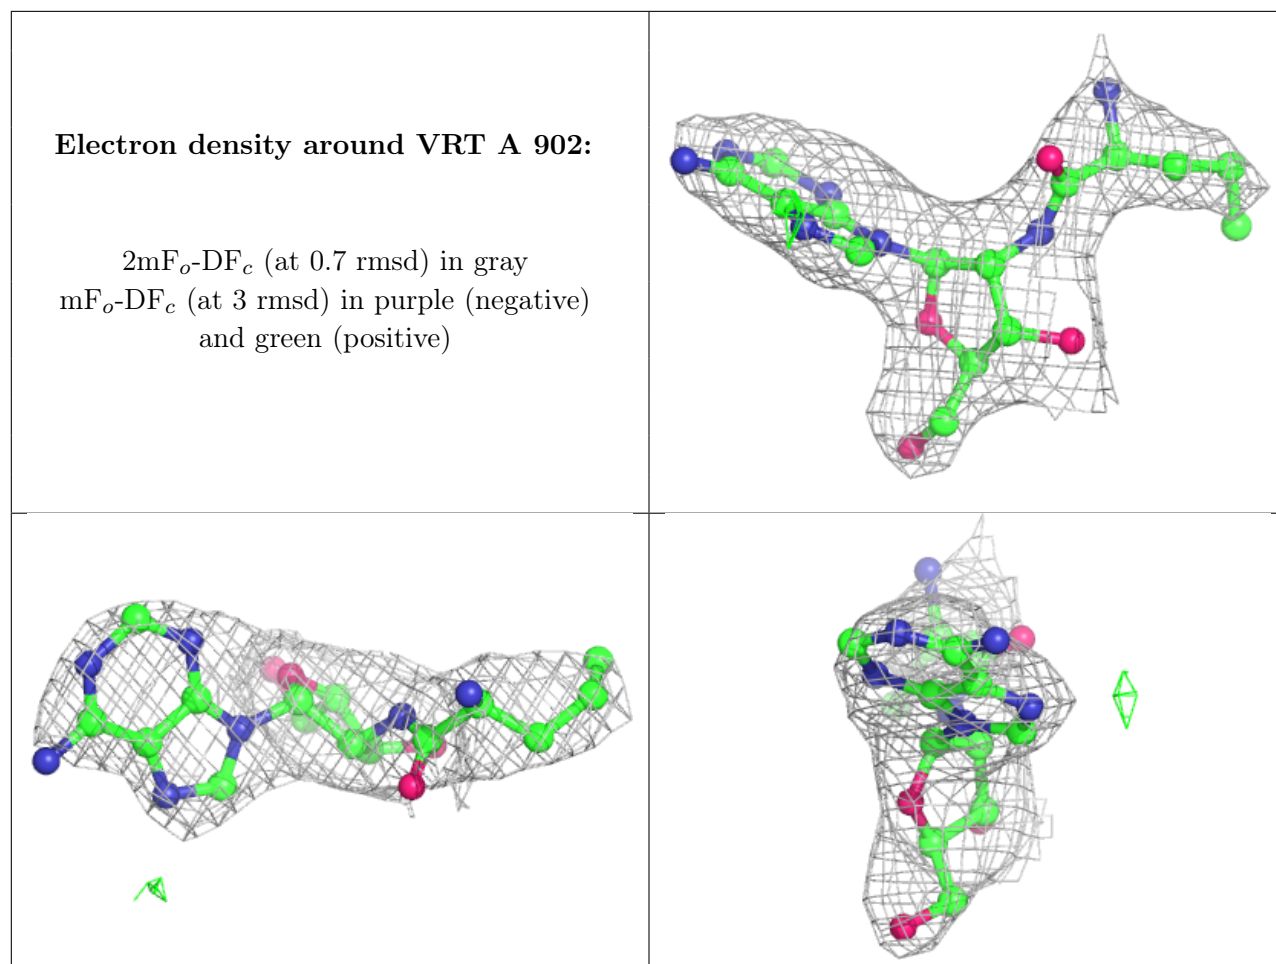 Electron density around VRT A 902:
2mFo-DFc (at 0.7 rmsd) in gray
mFo-DFc (at 3 rmsd) in purple (negative)
and green (positive)